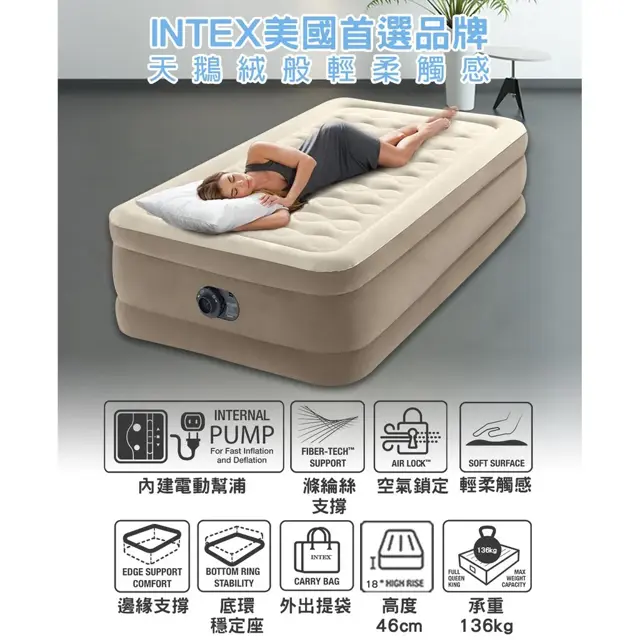 INTEX美國首選品牌
天鵝絨般輕柔觸感
INTERNAL
PUMP
For Fast Inflation
and Deflation
內建電動幫浦
FIBER-TECH™
SUPPORT
滌綸絲
支撐
AIR LOCK™
空氣鎖定
SOFT SURFACE
輕柔觸感
EDGE SUPPORT
COMFORT
邊緣支撐
BOTTOM RING
STABILITY
底環
穩定座
INTEX
CARRY BAG
外出提袋
18" HIGH RISE
高度
46cm
136kg
FULL
QUEEN
KING
MAX
WEIGHT
CAPACITY
承重
136kg